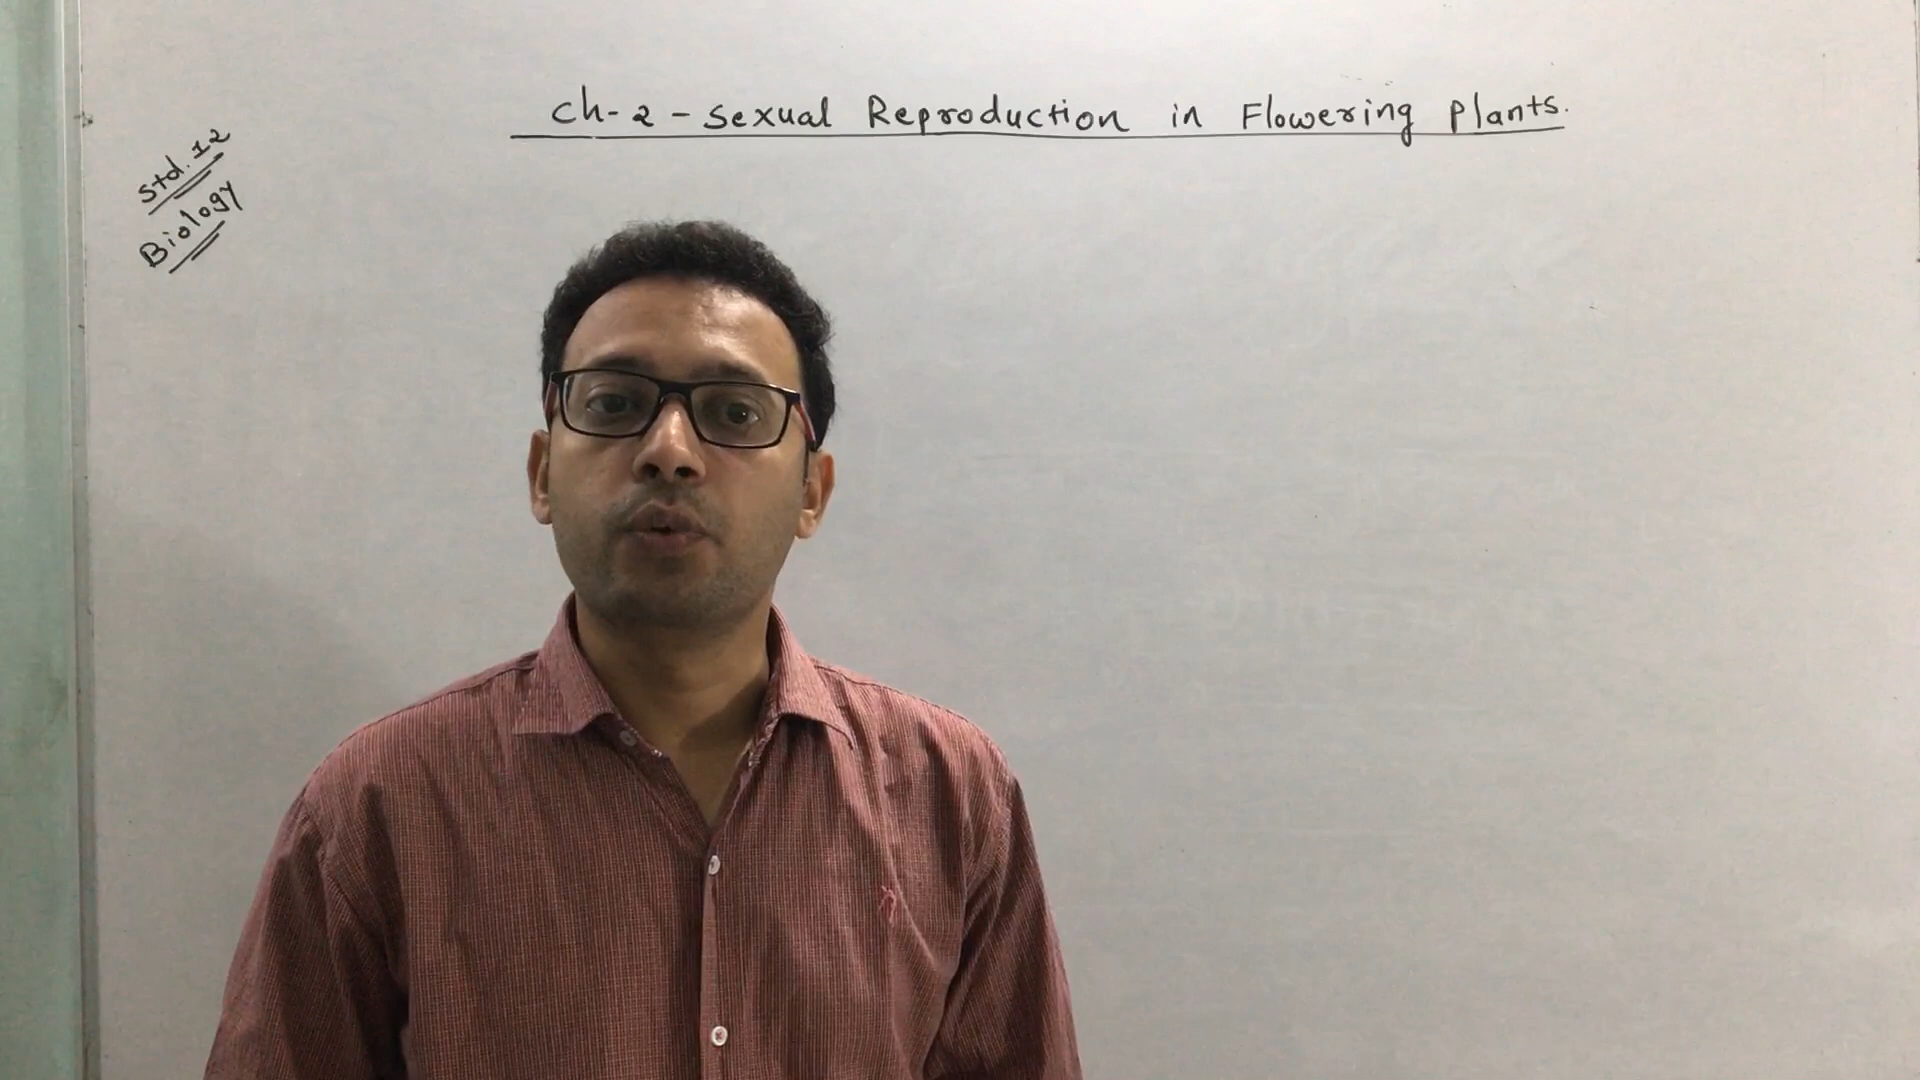 Ch-2 - Sexual Reproduction in Flowering Plants.
Std. 12
Biology